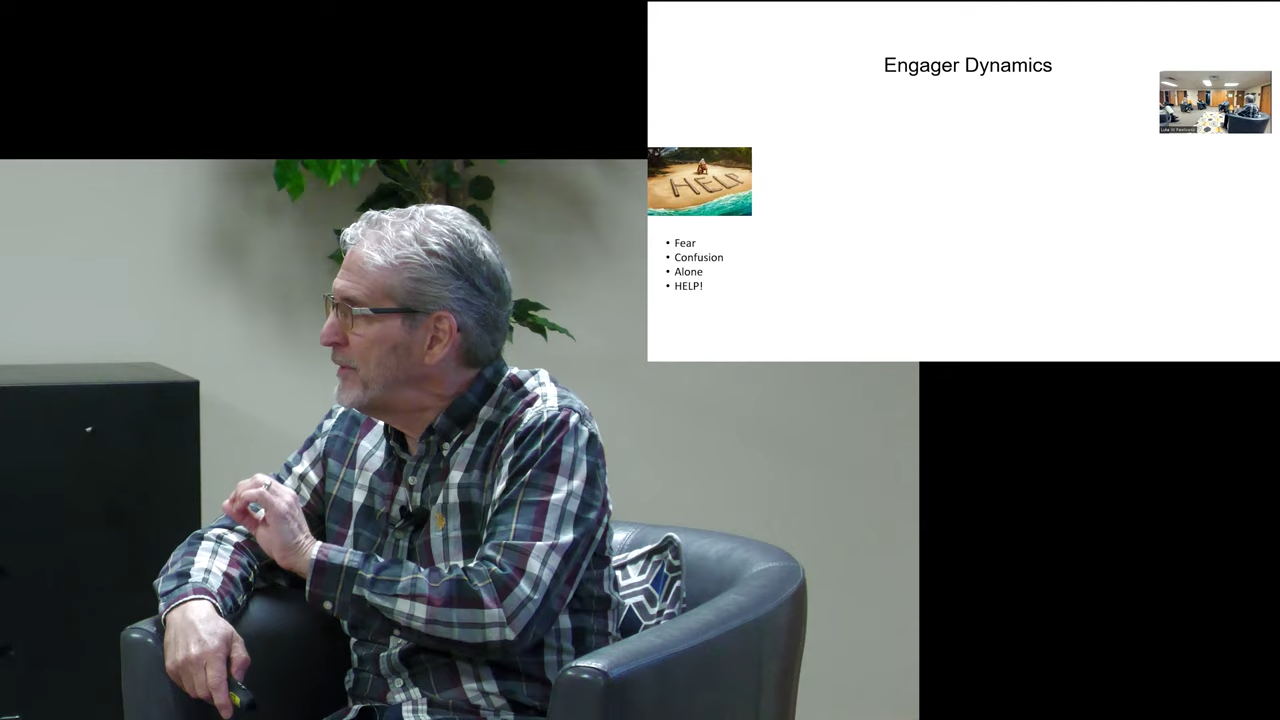 Engager Dynamics
HELP
• Fear
• Confusion
• Alone
• HELP!